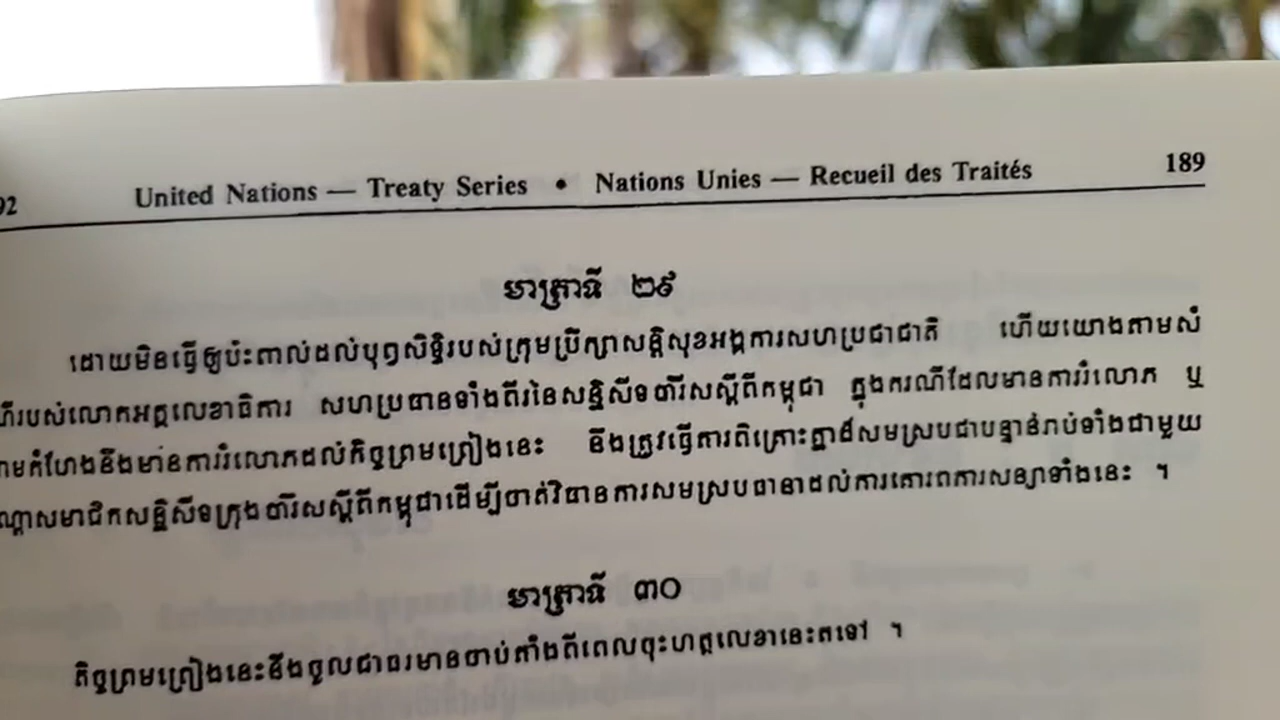 92 United Nations — Treaty Series • Nations Unies — Recueil des Traités 189
មាត្រាទី ២៩
ដោយមិនធ្វើឲ្យប៉ះពាល់ដល់បុព្វសិទ្ធិរបស់ក្រុមប្រឹក្សាសន្តិសុខអង្គការសហប្រជាជាតិ ហើយយោងតាមសំ
ណើរបស់លោកអគ្គលេខាធិការ សហប្រធានទាំងពីរនៃសន្និសីទប៉ារីសស្តីពីកម្ពុជា ក្នុងករណីដែលមានការរំលោភ ឬ
រាមកំហែងនឹងមានការរំលោភដល់កិច្ចព្រមព្រៀងនេះ នឹងត្រូវធ្វើការពិគ្រោះគ្នាដ៏សមស្របជាបន្ទាន់ភ្លាមទាំងជាមួយ
ណ្តាសមាជិកសន្និសីទក្រុងប៉ារីសស្តីពីកម្ពុជាដើម្បីចាត់វិធានការសមស្របធានាដល់ការគោរពការសន្យាទាំងនេះ ។
មាត្រាទី ៣០
កិច្ចព្រមព្រៀងនេះនឹងចូលជាធរមានចាប់តាំងពីពេលចុះហត្ថលេខានេះតទៅ ។